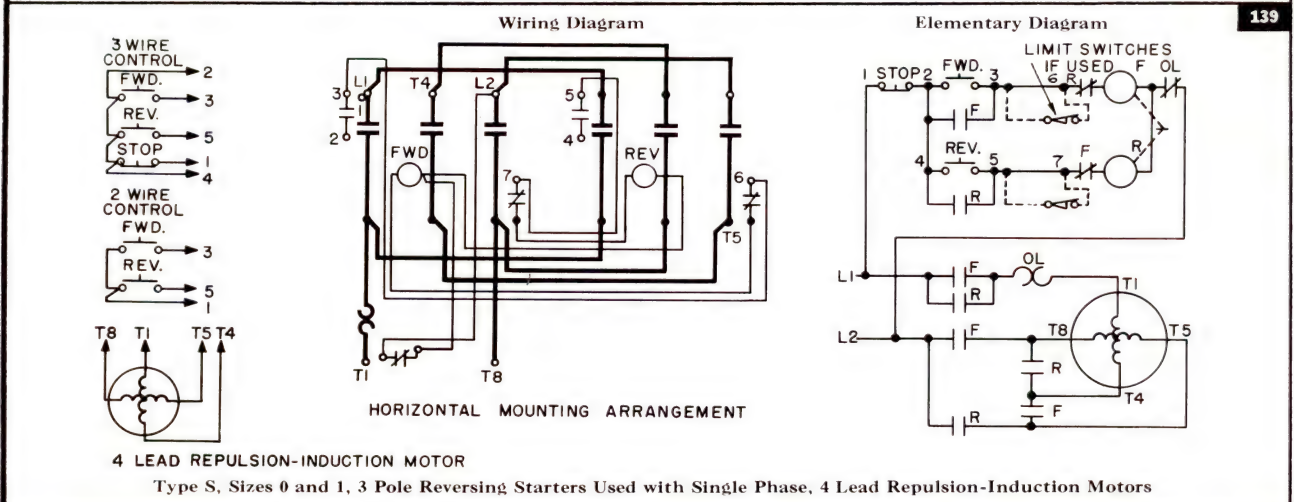 139
Wiring Diagram
Elementary Diagram
3 WIRE
CONTROL
FWD.
2
3
REV.
5
STOP
1
4
2 WIRE
CONTROL
FWD.
3
REV.
5
1
T8 T1 T5 T4
4 LEAD REPULSION-INDUCTION MOTOR
L1 T4 L2
3
1
2
5
4
FWD
REV
7
6
T5
T1
T8
HORIZONTAL MOUNTING ARRANGEMENT
LIMIT SWITCHES
IF USED
F OL
1 STOP 2 FWD. 3
6 R
F
REV.
4 5 7 F
R
R
L1
F
OL
R
T1
L2
F
T8
T5
R
T4
F
R
Type S, Sizes 0 and 1, 3 Pole Reversing Starters Used with Single Phase, 4 Lead Repulsion-Induction Motors